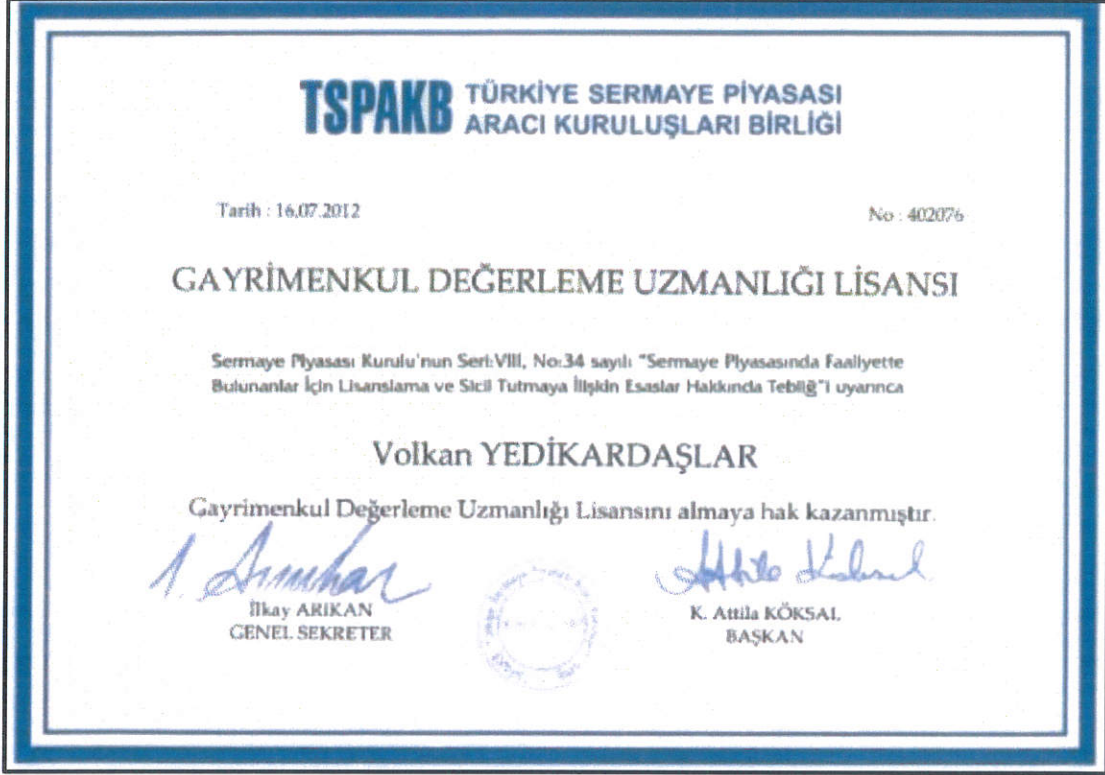 TSPAKB TÜRKİYE SERMAYE PİYASASI
ARACI KURULUŞLARI BİRLİĞİ
Tarih : 16.07.2012
No : 402076
GAYRİMENKUL DEĞERLEME UZMANLIĞI LİSANSI
Sermaye Piyasası Kurulu'nun Seri:VIII, No:34 sayılı "Sermaye Piyasasında Faaliyette
Bulunanlar İçin Lisanslama ve Sicil Tutmaya İlişkin Esaslar Hakkında Tebliğ"i uyarınca
Volkan YEDİKARDAŞLAR
Gayrimenkul Değerleme Uzmanlığı Lisansını almaya hak kazanmıştır.
İlkay ARIKAN
GENEL SEKRETER
K. Attila KÖKSAL
BAŞKAN